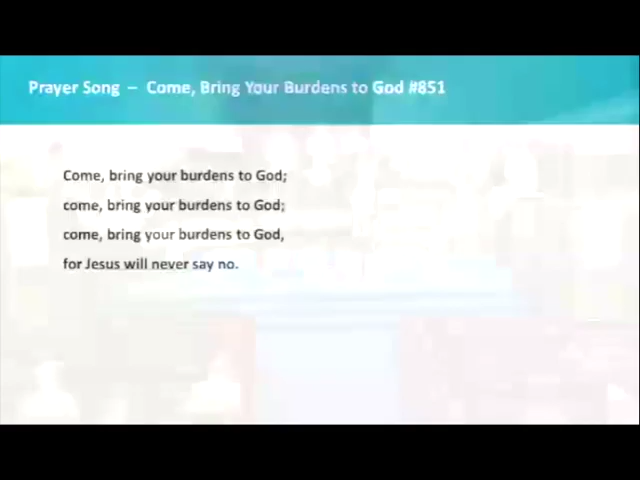 Prayer Song – Come, Bring Your Burdens to God #851
Come, bring your burdens to God;
come, bring your burdens to God;
come, bring your burdens to God,
for Jesus will never say no.